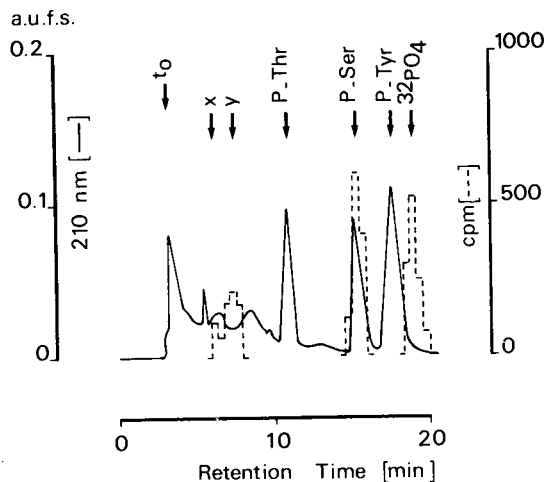 a.u.f.s.
0.2
0.1
0
210 nm [—]
t0
x
y
P_Thr
P_Ser
P_Tyr
32PO4
1000
500
0
cpm[---]
0 10 20
Retention Time [min]